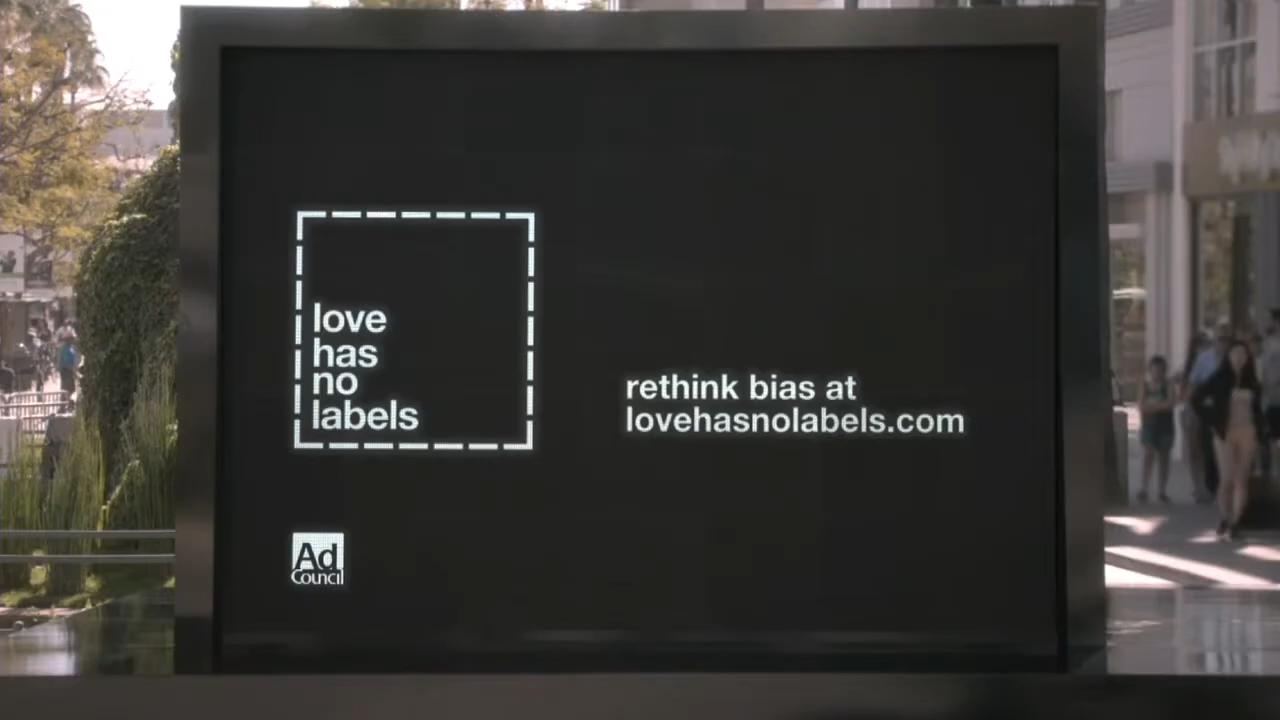 love
has
no
labels
rethink bias at
lovehasnolabels.com
Ad
Council